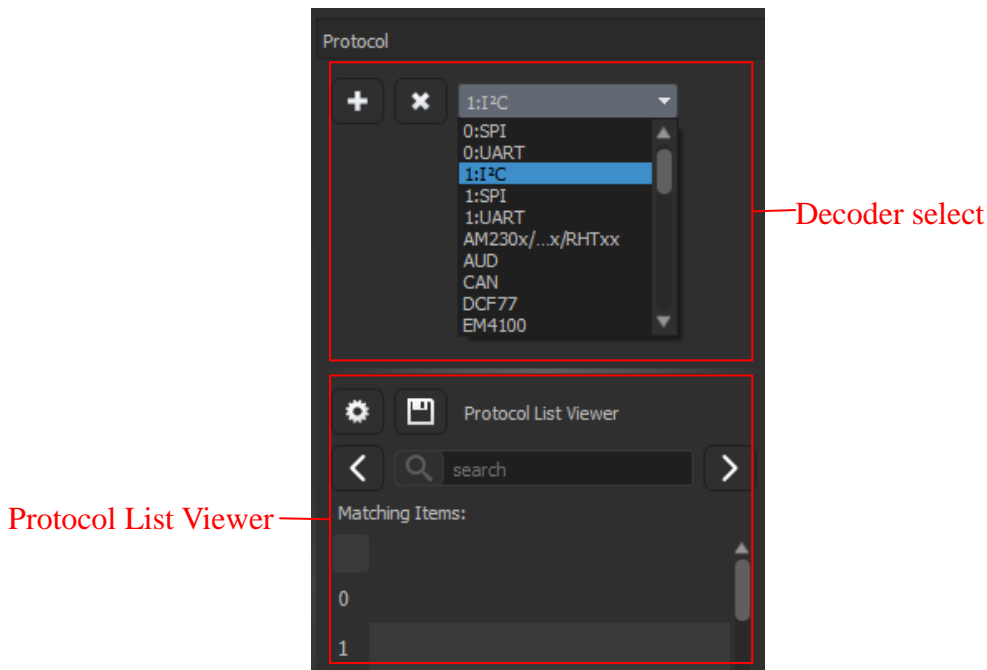 Protocol
1:I²C
0:SPI
0:UART
1:I²C
1:SPI
1:UART
AM230x/...x/RHTxx
AUD
CAN
DCF77
EM4100
Decoder select
Protocol List Viewer
search
Protocol List Viewer
Matching Items:
0
1